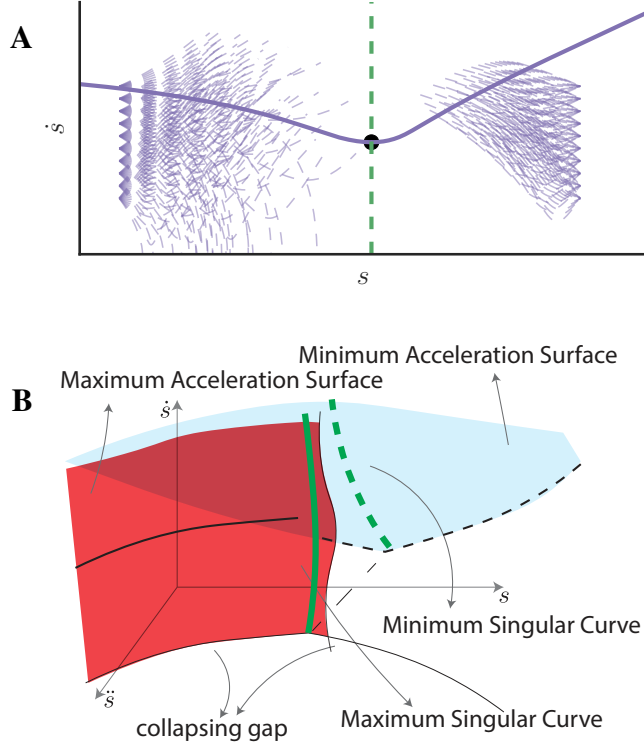 A
ṡ
s
Minimum Acceleration Surface
Maximum Acceleration Surface
B
ṡ
s
Minimum Singular Curve
s̈
collapsing gap
Maximum Singular Curve